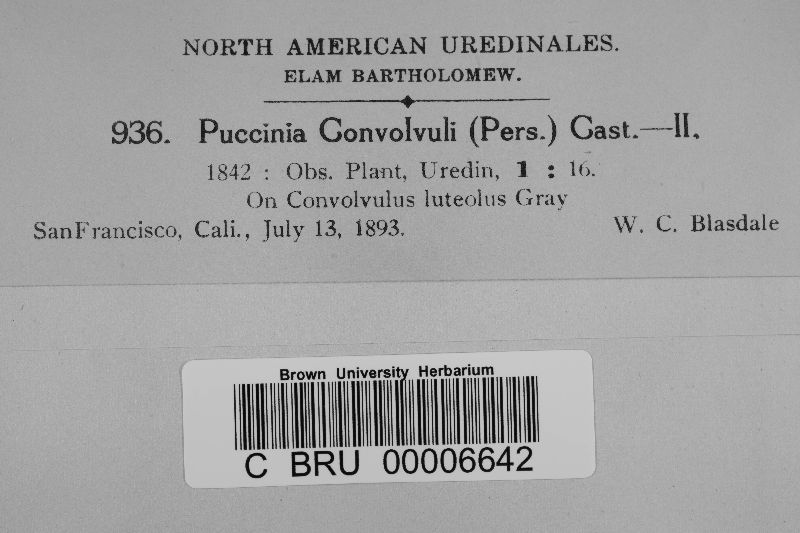 NORTH AMERICAN UREDINALES.
ELAM BARTHOLOMEW.
936. Puccinia Convolvuli (Pers.) Cast.—II.
1842 : Obs. Plant, Uredin, 1 : 16.
On Convolvulus luteolus Gray
SanFrancisco, Cali., July 13, 1893. W. C. Blasdale
Brown University Herbarium
C BRU 00006642